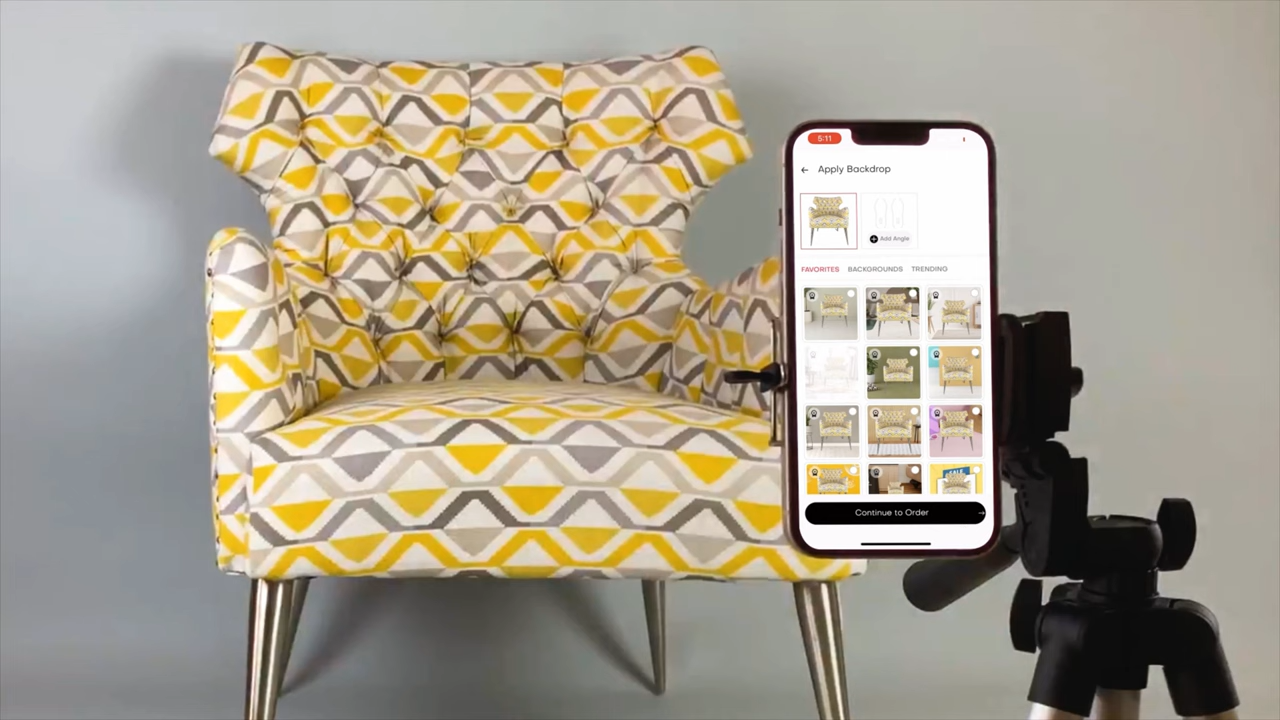 5:11
Apply Backdrop
Add Angle
FAVORITES BACKGROUNDS TRENDING
SALE
Continue to Order